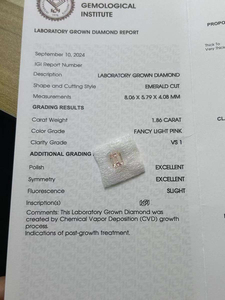 GEMOLOGICAL
INSTITUTE
LABORATORY GROWN DIAMOND REPORT
September 10, 2024
IGI Report Number
Description LABORATORY GROWN DIAMOND
Shape and Cutting Style EMERALD CUT
Measurements 8.06 X 5.79 X 4.08 MM
GRADING RESULTS
Carat Weight 1.86 CARAT
Color Grade FANCY LIGHT PINK
Clarity Grade VS 1
ADDITIONAL GRADING
Polish EXCELLENT
Symmetry EXCELLENT
Fluorescence SLIGHT
Inscription(s)
Comments: This Laboratory Grown Diamond was
created by Chemical Vapor Deposition (CVD) growth
process.
Indications of post-growth treatment.
PROPO